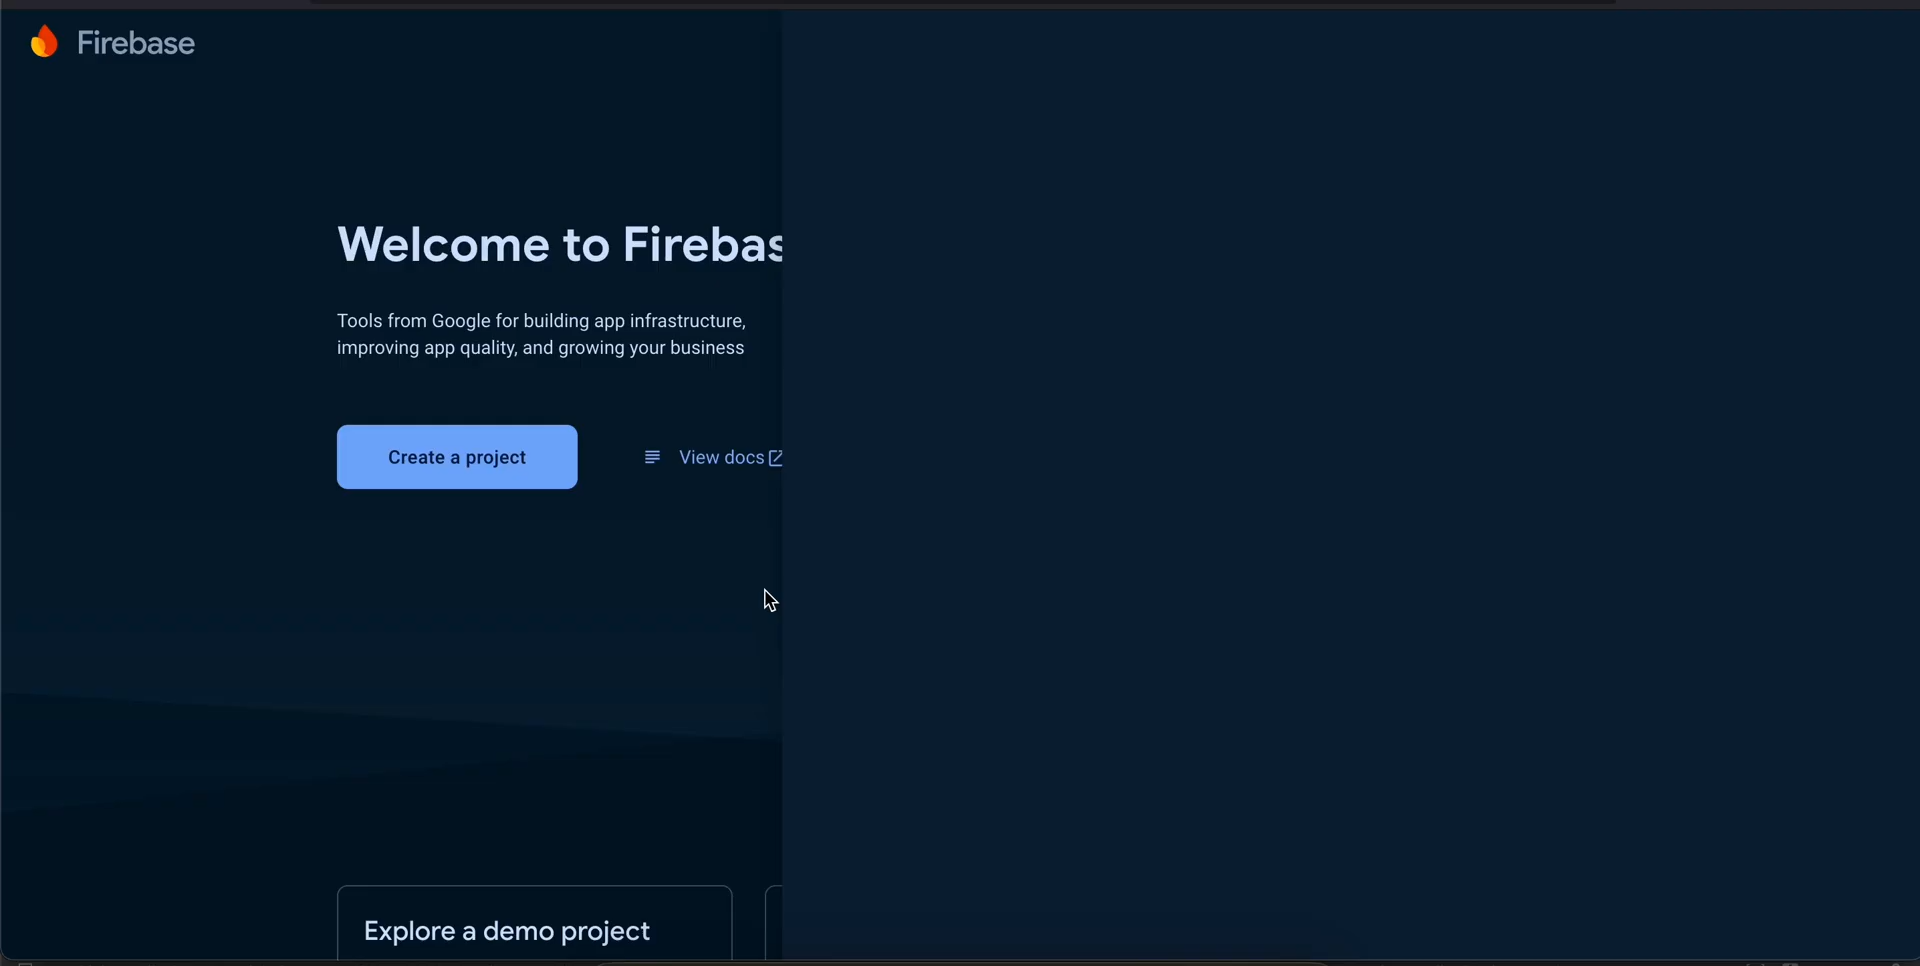 Firebase
Welcome to Firebas
Tools from Google for building app infrastructure,
improving app quality, and growing your business
Create a project
View docs
Explore a demo project